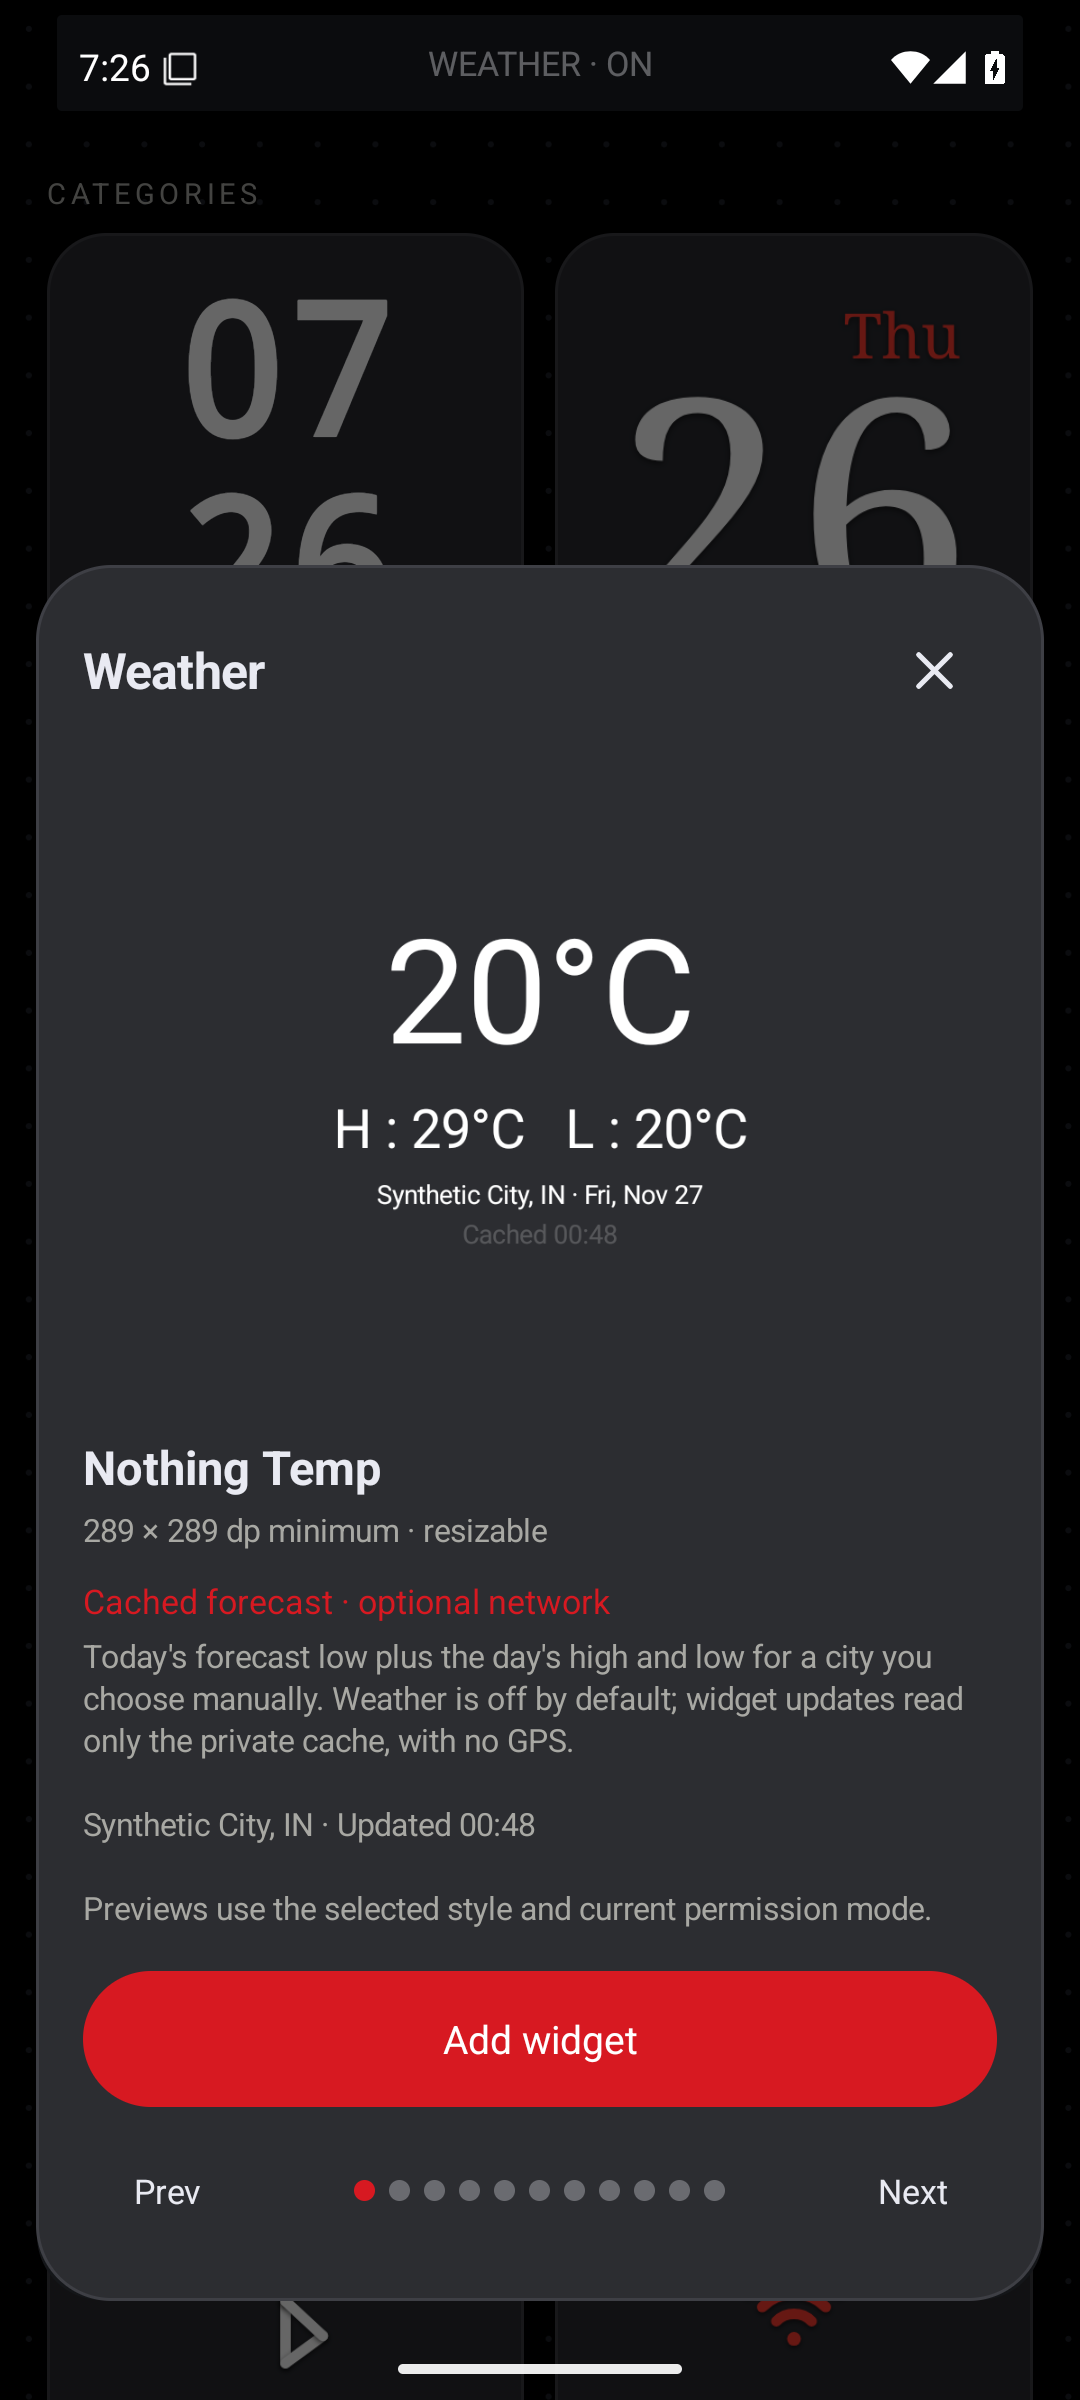 7:26
WEATHER · ON
CATEGORIES
07
26
Thu
26
Weather
20°C
H : 29°C L : 20°C
Synthetic City, IN · Fri, Nov 27
Cached 00:48
Nothing Temp
289 × 289 dp minimum · resizable
Cached forecast · optional network
Today's forecast low plus the day's high and low for a city you
choose manually. Weather is off by default; widget updates read
only the private cache, with no GPS.
Synthetic City, IN · Updated 00:48
Previews use the selected style and current permission mode.
Add widget
Prev
Next